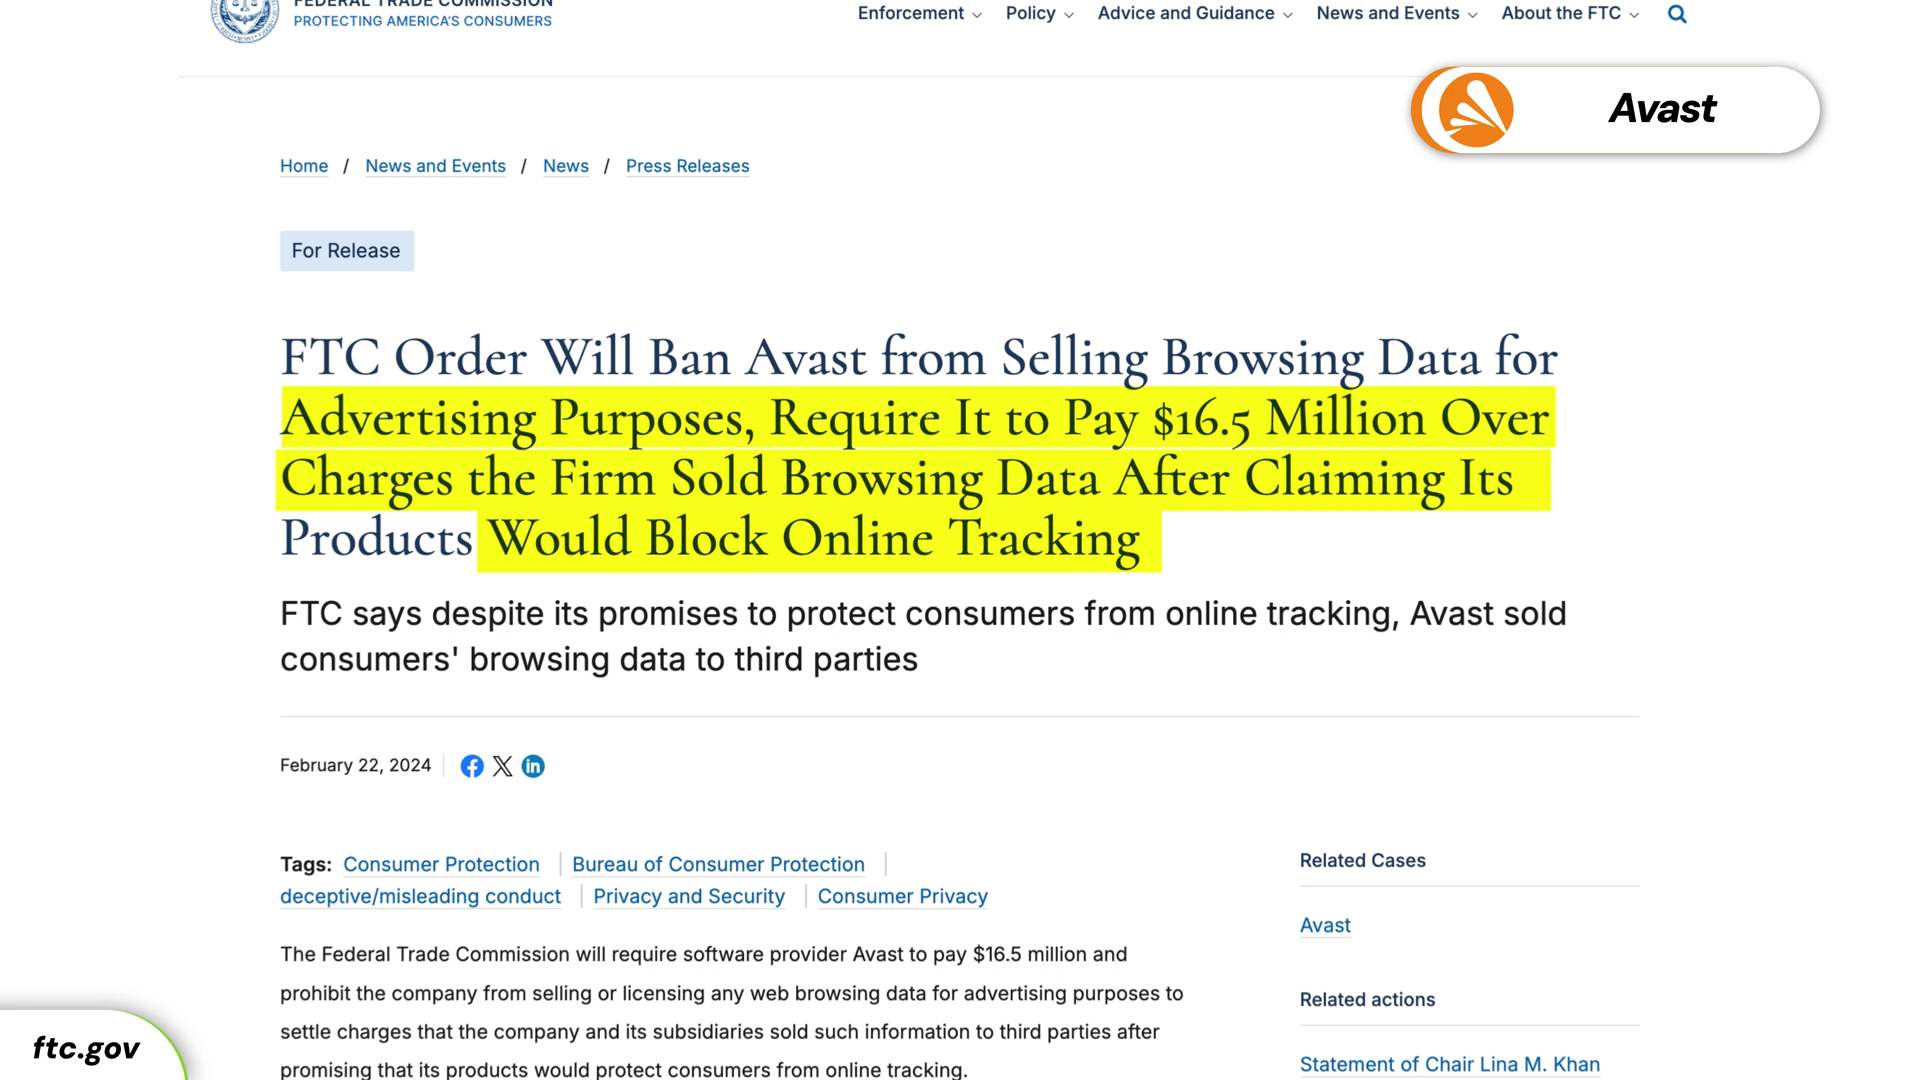 FEDERAL TRADE COMMISSION
PROTECTING AMERICA'S CONSUMERS
Enforcement
Policy
Advice and Guidance
News and Events
About the FTC
Avast
Home / News and Events / News / Press Releases
For Release
FTC Order Will Ban Avast from Selling Browsing Data for
Advertising Purposes, Require It to Pay $16.5 Million Over
Charges the Firm Sold Browsing Data After Claiming Its
Products Would Block Online Tracking
FTC says despite its promises to protect consumers from online tracking, Avast sold
consumers' browsing data to third parties
February 22, 2024
Tags: Consumer Protection | Bureau of Consumer Protection |
deceptive/misleading conduct | Privacy and Security | Consumer Privacy
The Federal Trade Commission will require software provider Avast to pay $16.5 million and
prohibit the company from selling or licensing any web browsing data for advertising purposes to
settle charges that the company and its subsidiaries sold such information to third parties after
promising that its products would protect consumers from online tracking.
Related Cases
Avast
Related actions
Statement of Chair Lina M. Khan
ftc.gov